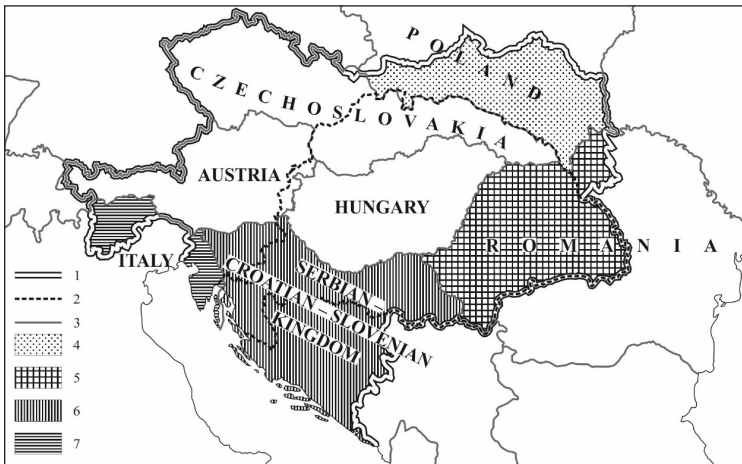 POLAND
CZECHOSLOVAKIA
AUSTRIA
HUNGARY
ROMANIA
ITALY
SERBIAN –
CROATIAN – SLOVENIAN
KINGDOM
1
2
3
4
5
6
7